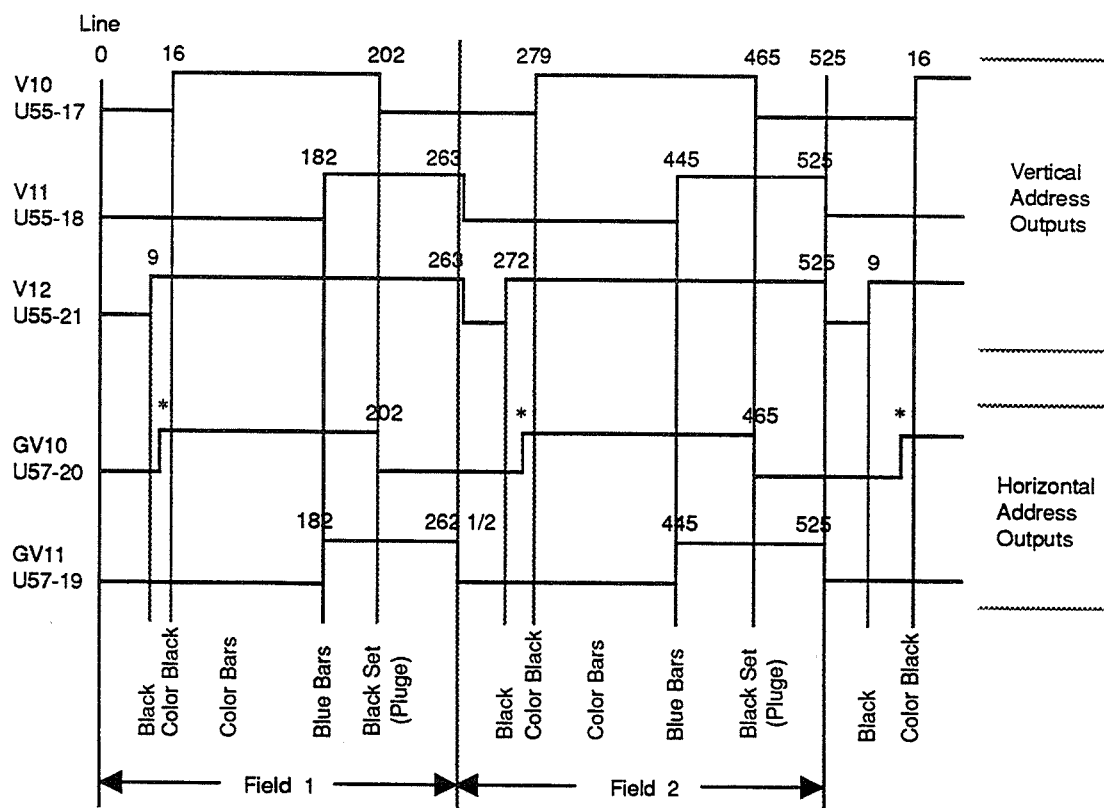 Line
0 16 202 279 465 525 16
V10
U55-17
182 263 445 525
V11
U55-18
Vertical
Address
Outputs
9 263 272 525 9
V12
U55-21
* 202 * 465 *
GV10
U57-20
182 262 1/2 445 525
GV11
U57-19
Horizontal
Address
Outputs
Black
Color Black
Color Bars
Blue Bars
Black Set
(Pluge)
Black
Color Black
Color Bars
Blue Bars
Black Set
(Pluge)
Black
Color Black
Field 1 Field 2